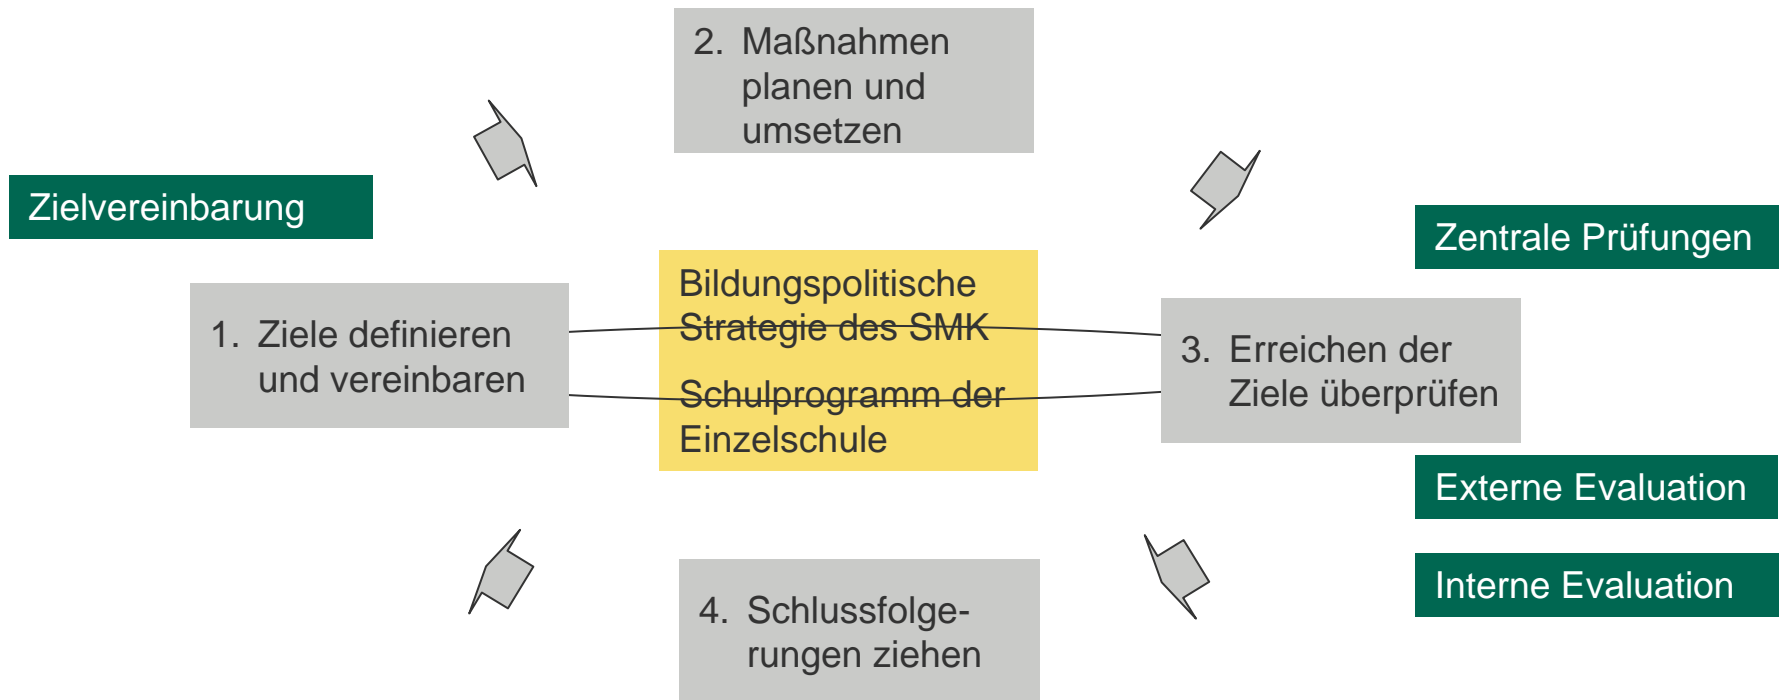 2. Maßnahmen
planen und
umsetzen
Zielvereinbarung
Zentrale Prüfungen
1. Ziele definieren
und vereinbaren
Bildungspolitische
Strategie des SMK
Schulprogramm der
Einzelschule
3. Erreichen der
Ziele überprüfen
Externe Evaluation
Interne Evaluation
4. Schlussfolge-
rungen ziehen